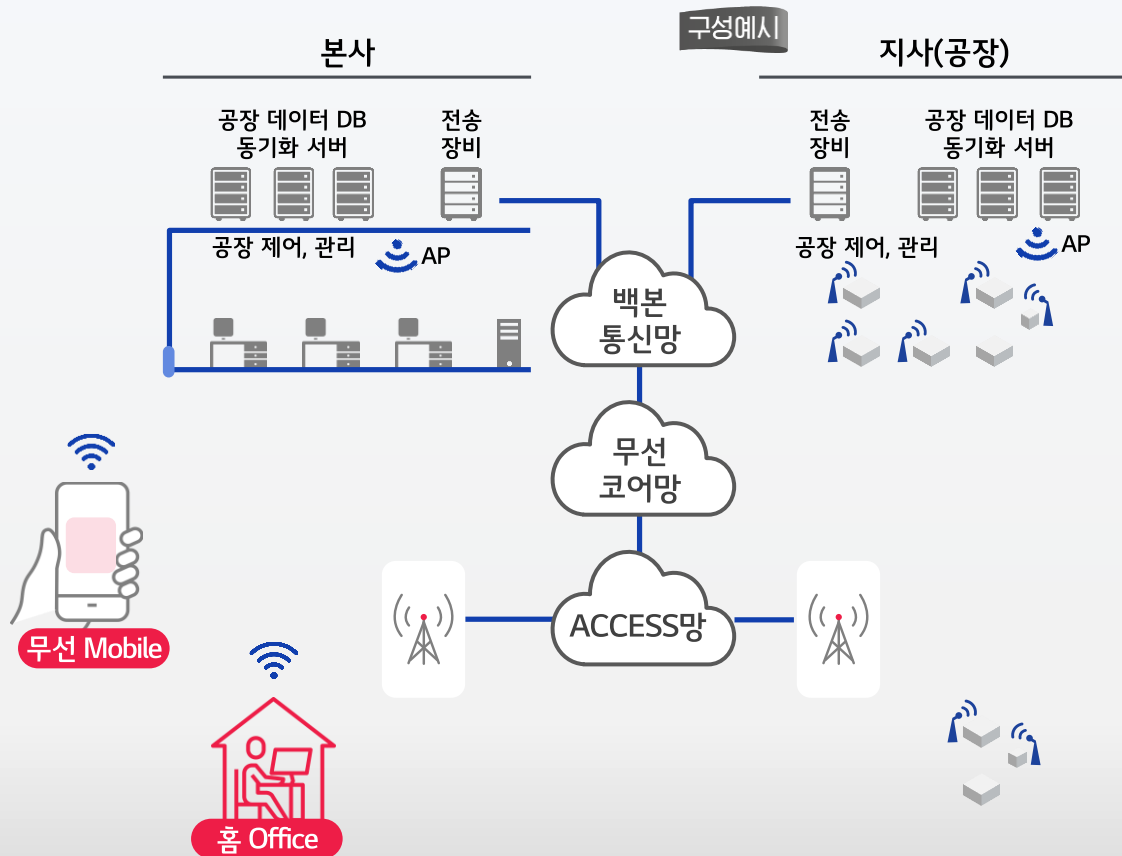 구성예시
본사
지사(공장)
공장 데이터 DB
동기화 서버
전송
장비
전송
장비
공장 데이터 DB
동기화 서버
공장 제어, 관리
AP
공장 제어, 관리
AP
백본
통신망
무선
코어망
ACCESS망
무선 Mobile
홈 Office